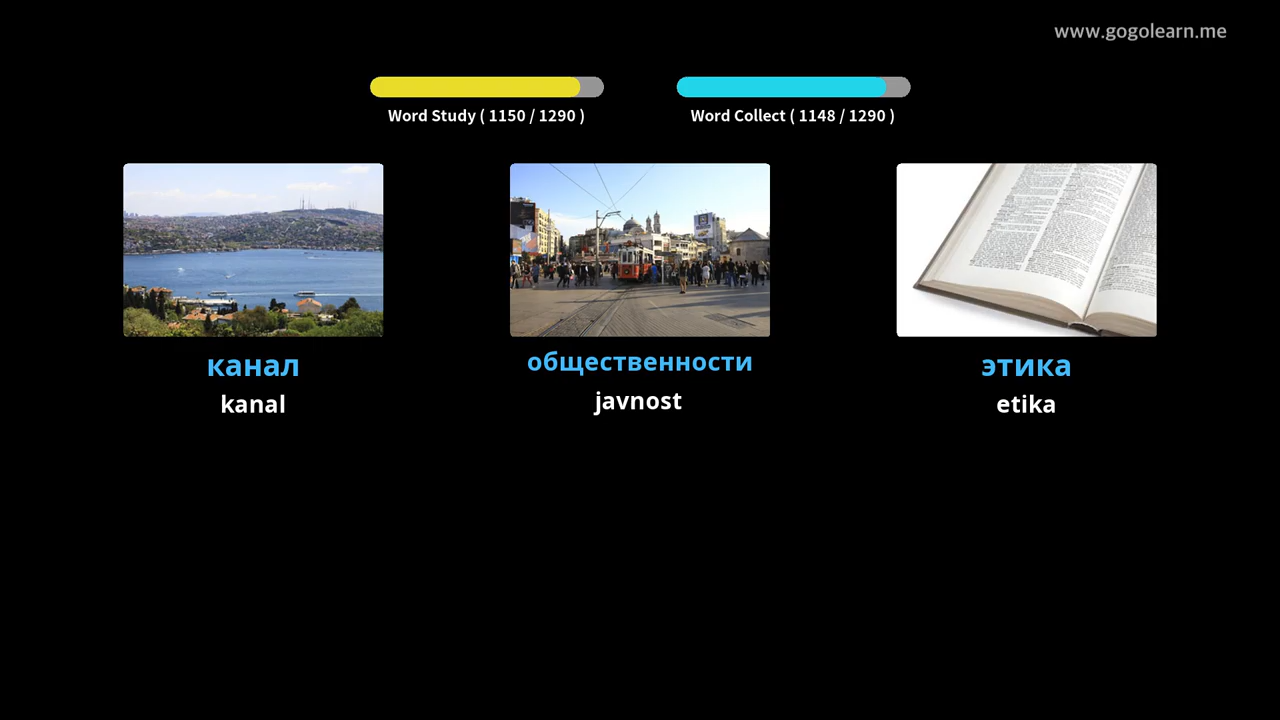 www.gogolearn.me
Word Study ( 1150 / 1290 )
Word Collect ( 1148 / 1290 )
канал
kanal
общественности
javnost
этика
etika